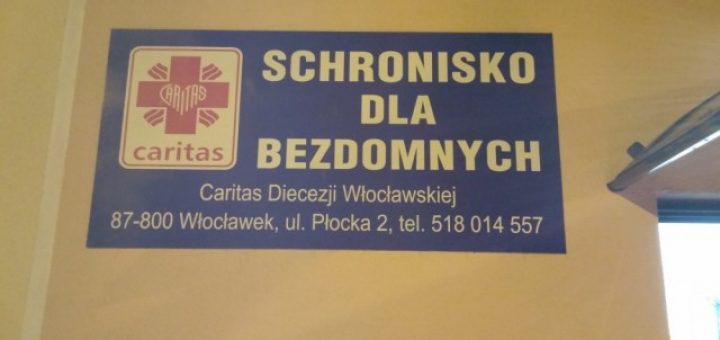 CARITAS
caritas
SCHRONISKO
DLA
BEZDOMNYCH
Caritas Diecezji Włocławskiej
87-800 Włocławek, ul. Płocka 2, tel. 518 014 557